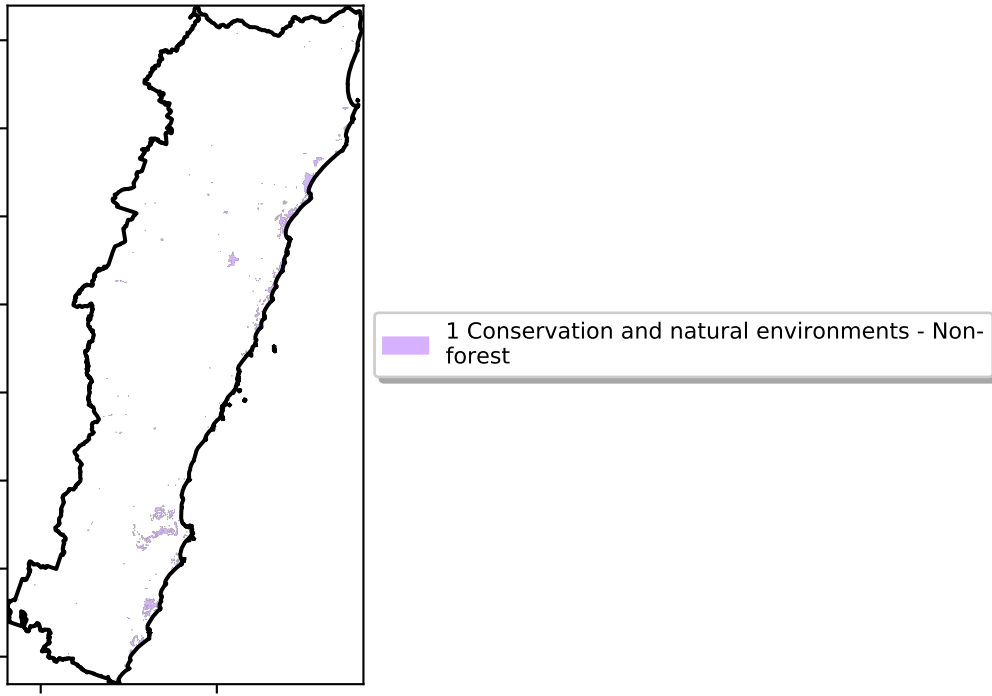 1 Conservation and natural environments - Non-
forest